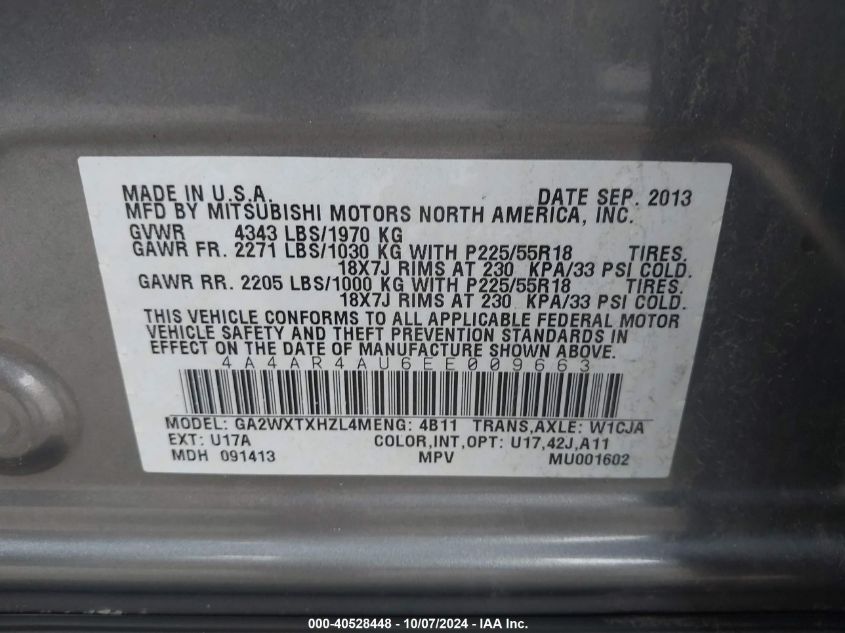 MADE IN U.S.A. DATE SEP. 2013
MFD BY MITSUBISHI MOTORS NORTH AMERICA, INC.
GVWR 4343 LBS/1970 KG
GAWR FR. 2271 LBS/1030 KG WITH P225/55R18 TIRES.
18X7J RIMS AT 230 KPA/33 PSI COLD.
GAWR RR. 2205 LBS/1000 KG WITH P225/55R18 TIRES.
18X7J RIMS AT 230 KPA/33 PSI COLD.
THIS VEHICLE CONFORMS TO ALL APPLICABLE FEDERAL MOTOR
VEHICLE SAFETY AND THEFT PREVENTION STANDARDS IN
EFFECT ON THE DATE OF MANUFACTURE SHOWN ABOVE.
4A4AR4AU6EE009663
MODEL: GA2WXTXHZL4MENG: 4B11 TRANS,AXLE: W1CJA
EXT: U17A COLOR,INT,OPT: U17,42J,A11
MDH 091413 MPV MU001602
000-40528448 - 10/07/2024 - IAA Inc.